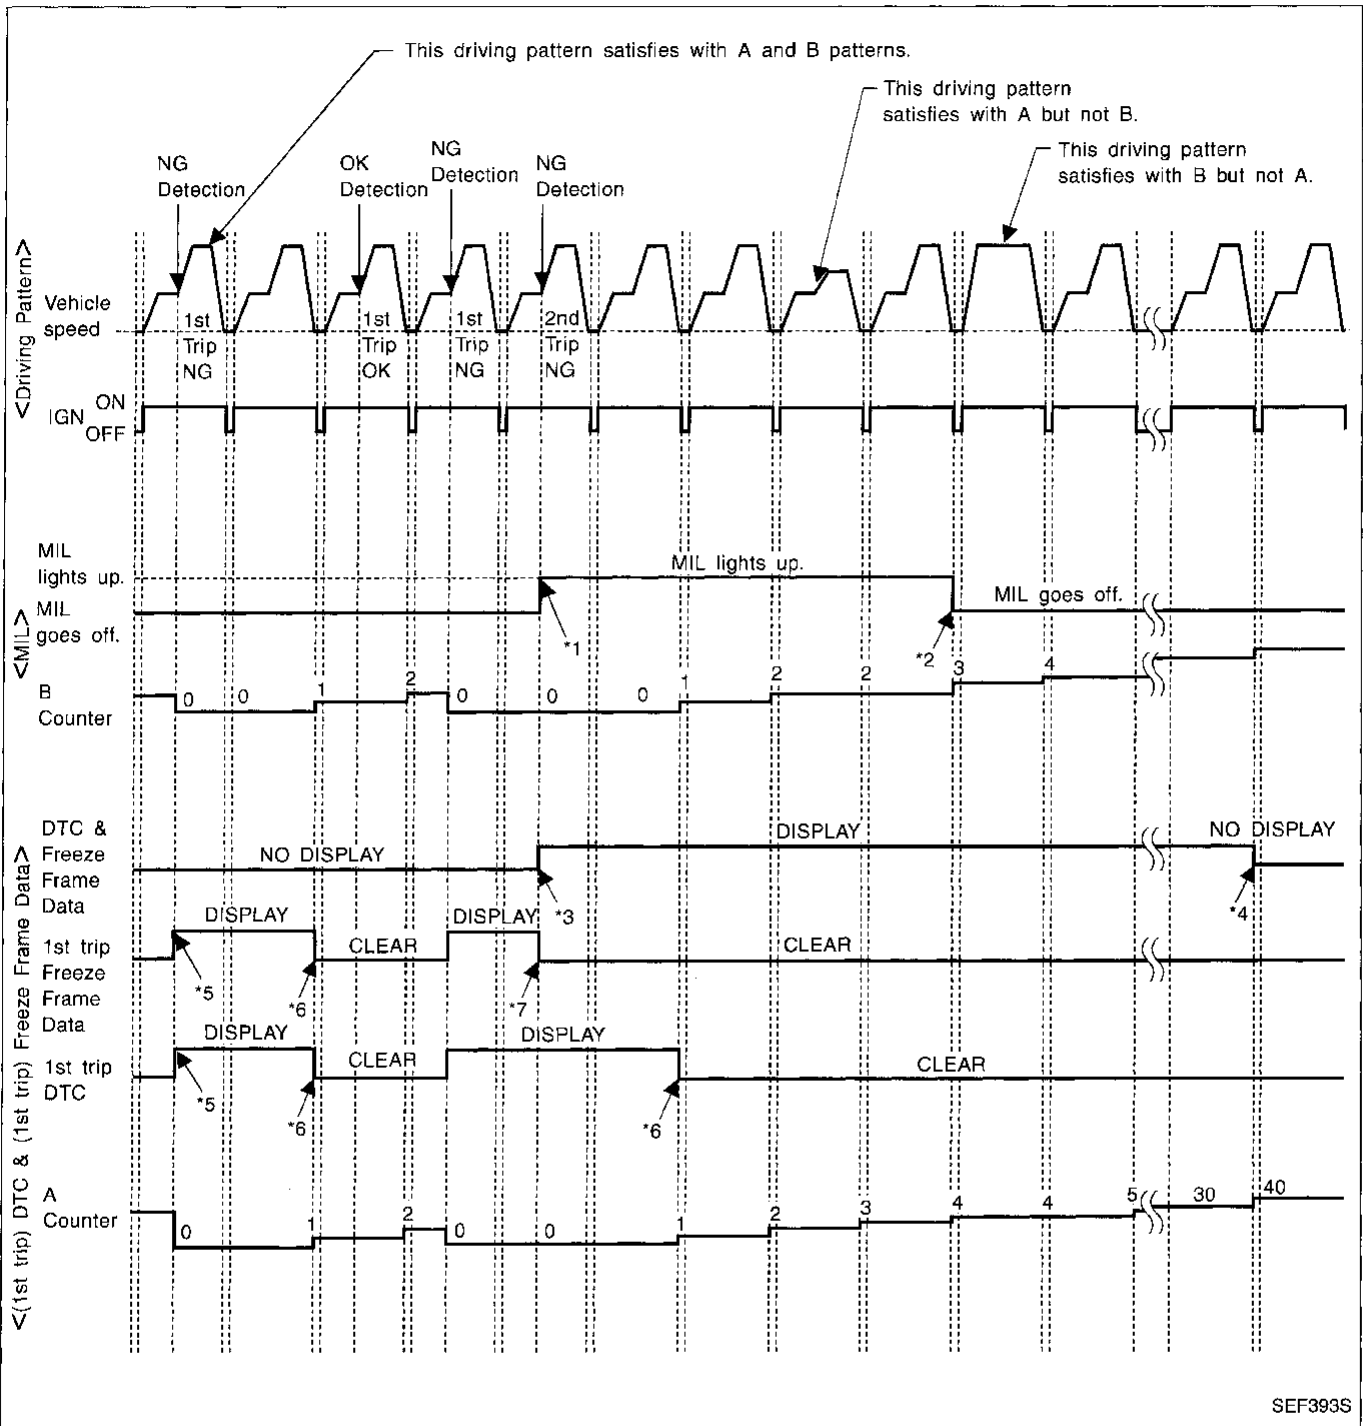 This driving pattern satisfies with A and B patterns.
This driving pattern
satisfies with A but not B.
This driving pattern
satisfies with B but not A.
NG
Detection
OK
Detection
NG
Detection
NG
Detection
<Driving Pattern>
Vehicle
speed
1st
Trip
NG
1st
Trip
OK
1st
Trip
NG
2nd
Trip
NG
IGN
ON
OFF
<MIL>
MIL
lights up.
MIL lights up.
MIL
goes off.
MIL goes off.
*1
*2
B
Counter
0 0 1 2 0 0 0 1 2 2 3 4
<(1st trip) DTC & (1st trip) Freeze Frame Data>
DTC &
Freeze
Frame
Data
NO DISPLAY
DISPLAY
NO DISPLAY
*3
*4
1st trip
Freeze
Frame
Data
DISPLAY
CLEAR
DISPLAY
CLEAR
*5
*6
*7
1st trip
DTC
DISPLAY
CLEAR
DISPLAY
CLEAR
*5
*6
*6
A
Counter
0 1 2 0 0 1 2 3 4 4 5 30 40
SEF393S